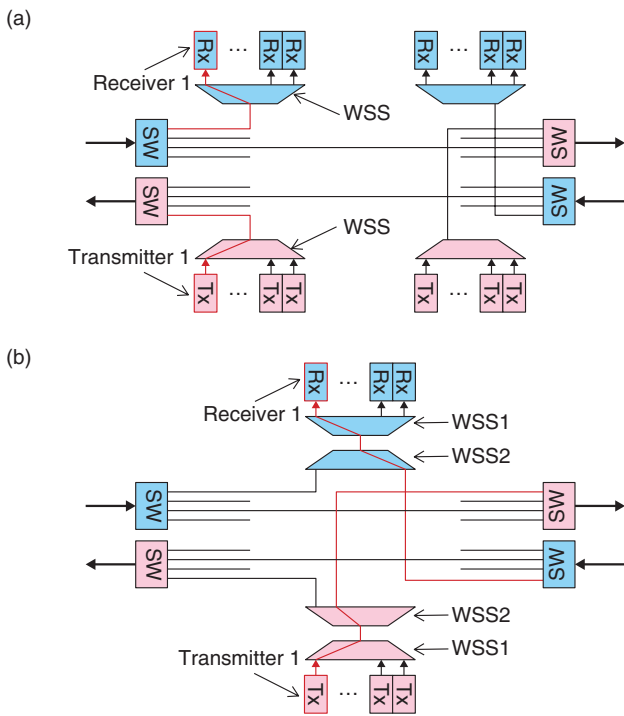 (a)
Rx ... Rx Rx
Rx ... Rx Rx
Receiver 1
WSS
SW
SW
SW
SW
WSS
Transmitter 1
Tx ... Tx Tx
Tx ... Tx Tx
(b)
Rx ... Rx Rx
Receiver 1
WSS1
WSS2
SW
SW
SW
SW
WSS2
WSS1
Transmitter 1
Tx ... Tx Tx